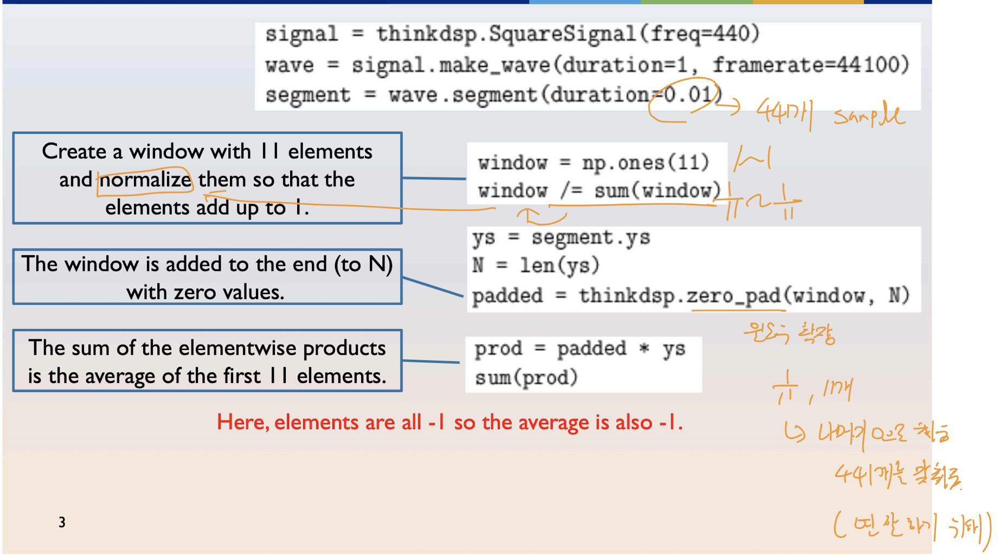 signal = thinkdsp.SquareSignal(freq=440)
wave = signal.make_wave(duration=1, framerate=44100)
segment = wave.segment(duration=0.01)
→ 441개 sample
Create a window with 11 elements
and normalize them so that the
elements add up to 1.
window = np.ones(11)
1~1
window /= sum(window)
1/11 ~ 1/11
The window is added to the end (to N)
with zero values.
ys = segment.ys
N = len(ys)
padded = thinkdsp.zero_pad(window, N)
윈도우 확장
The sum of the elementwise products
is the average of the first 11 elements.
prod = padded * ys
sum(prod)
1/11, 11개
↳ 나머지 0으로 채움
441개를 맞춰줌
(연산하기 위해)
Here, elements are all -1 so the average is also -1.
3